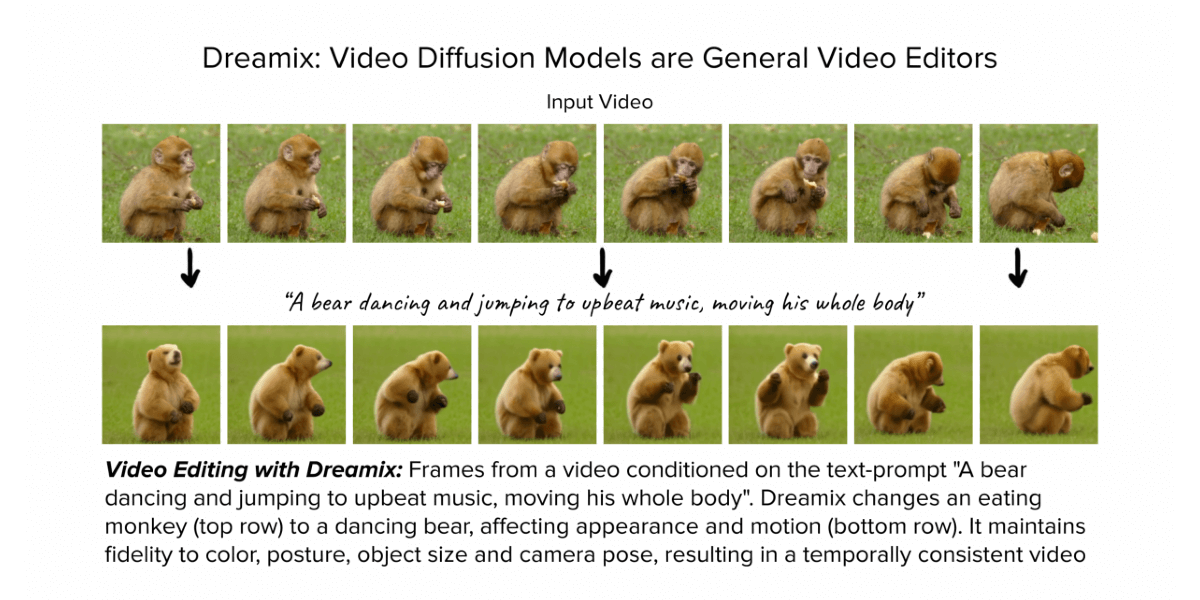 Dreamix: Video Diffusion Models are General Video Editors
Input Video
“A bear dancing and jumping to upbeat music, moving his whole body”
Video Editing with Dreamix: Frames from a video conditioned on the text-prompt "A bear
dancing and jumping to upbeat music, moving his whole body". Dreamix changes an eating
monkey (top row) to a dancing bear, affecting appearance and motion (bottom row). It maintains
fidelity to color, posture, object size and camera pose, resulting in a temporally consistent video